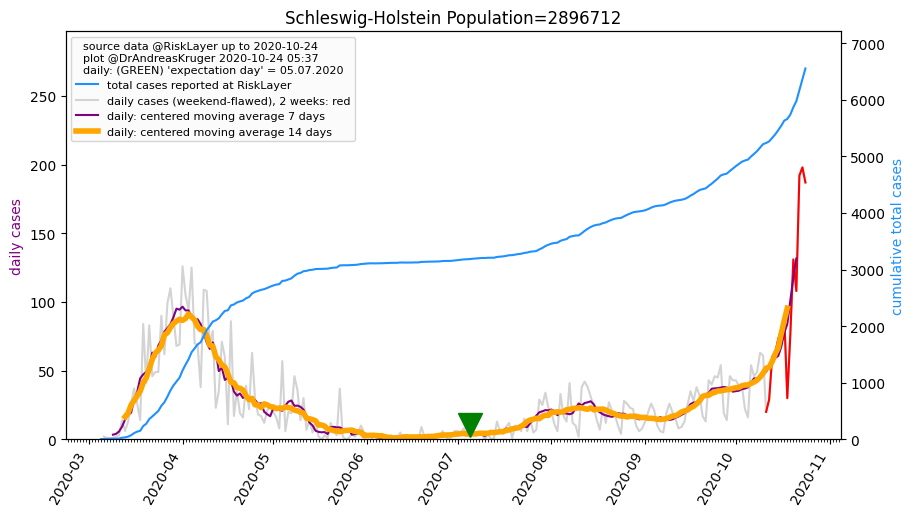 Schleswig-Holstein Population=2896712
source data @RiskLayer up to 2020-10-24
plot @DrAndreasKruger 2020-10-24 05:37
daily: (GREEN) 'expectation day' = 05.07.2020
total cases reported at RiskLayer
daily cases (weekend-flawed), 2 weeks: red
daily: centered moving average 7 days
daily: centered moving average 14 days
daily cases
250
200
150
100
50
0
7000
6000
5000
4000
3000
2000
1000
0
cumulative total cases
2020-03
2020-04
2020-05
2020-06
2020-07
2020-08
2020-09
2020-10
2020-11